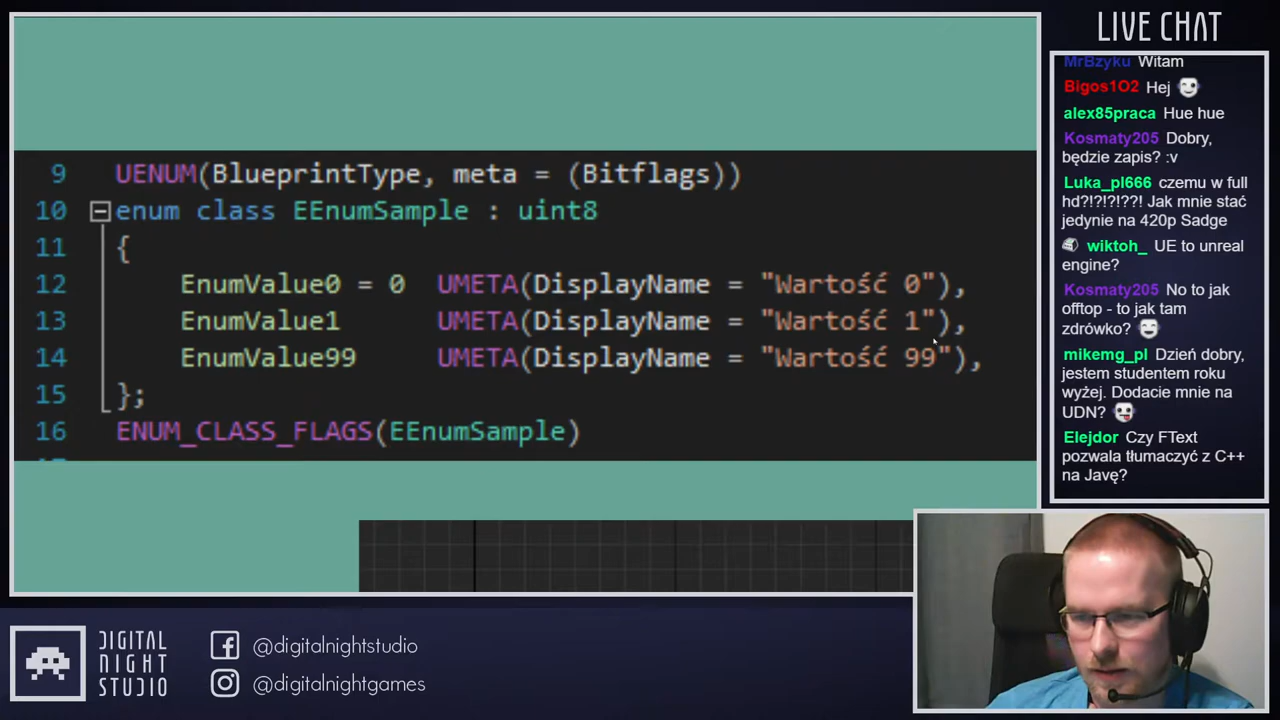 LIVE CHAT
MrBzyku Witam
Bigos1O2 Hej
alex85praca Hue hue
Kosmaty205 Dobry,
będzie zapis? :v
Luka_pl666 czemu w full
hd?!?!?!??! Jak mnie stać
jedynie na 420p Sadge
wiktoh_ UE to unreal
engine?
Kosmaty205 No to jak
offtop - to jak tam
zdrówko?
mikemg_pl Dzień dobry,
jestem studentem roku
wyżej. Dodacie mnie na
UDN?
Elejdor Czy FText
pozwala tłumaczyć z C++
na Javę?
9 UENUM(BlueprintType, meta = (Bitflags))
10 enum class EEnumSample : uint8
11 {
12 EnumValue0 = 0 UMETA(DisplayName = "Wartość 0"),
13 EnumValue1 UMETA(DisplayName = "Wartość 1"),
14 EnumValue99 UMETA(DisplayName = "Wartość 99"),
15 };
16 ENUM_CLASS_FLAGS(EEnumSample)
DIGITAL
NIGHT
STUDIO
@digitalnightstudio
@digitalnightgames